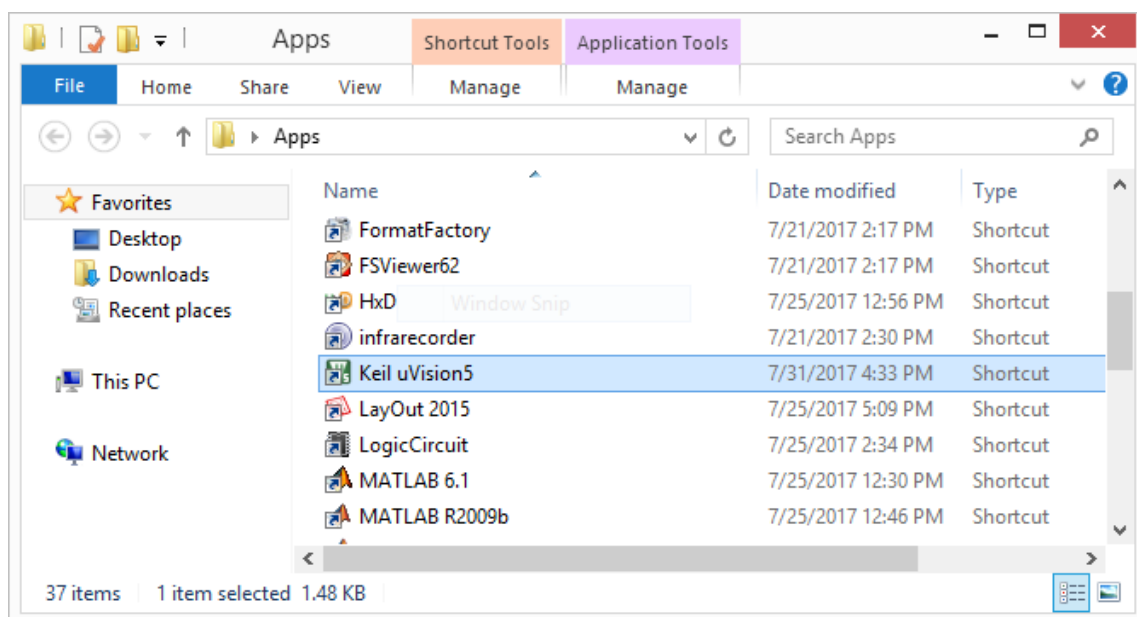 Apps Shortcut Tools Application Tools
File Home Share View Manage Manage
Apps Search Apps
Favorites
Desktop
Downloads
Recent places
This PC
Network
Name Date modified Type
FormatFactory 7/21/2017 2:17 PM Shortcut
FSViewer62 7/21/2017 2:17 PM Shortcut
HxD Window Snip 7/25/2017 12:56 PM Shortcut
infrarecorder 7/21/2017 2:30 PM Shortcut
Keil uVision5 7/31/2017 4:33 PM Shortcut
LayOut 2015 7/25/2017 5:09 PM Shortcut
LogicCircuit 7/25/2017 2:34 PM Shortcut
MATLAB 6.1 7/25/2017 12:30 PM Shortcut
MATLAB R2009b 7/25/2017 12:46 PM Shortcut
37 items 1 item selected 1.48 KB